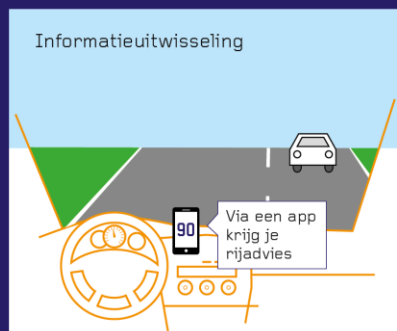 Informatieuitwisseling
90
Via een app
krijg je
rijadvies